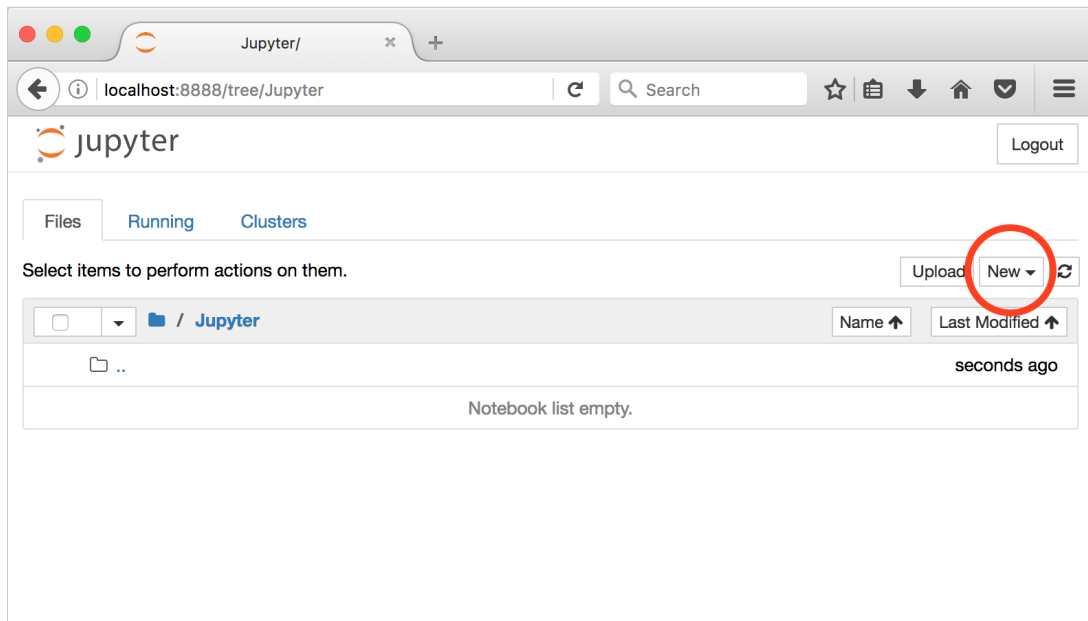 Jupyter/
localhost:8888/tree/Jupyter
Search
jupyter
Logout
Files Running Clusters
Select items to perform actions on them.
Upload New
/ Jupyter
Name Last Modified
.. seconds ago
Notebook list empty.